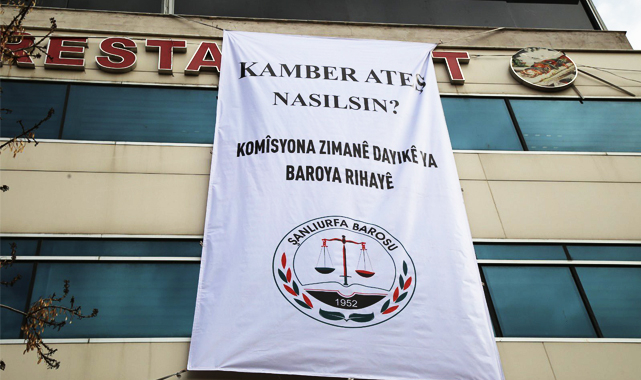 RESTA
T
KAMBER ATEŞ
NASILSIN?
KOMÎSYONA ZIMANÊ DAYIKÊ YA
BAROYA RIHAYÊ
ŞANLIURFA BAROSU
1952